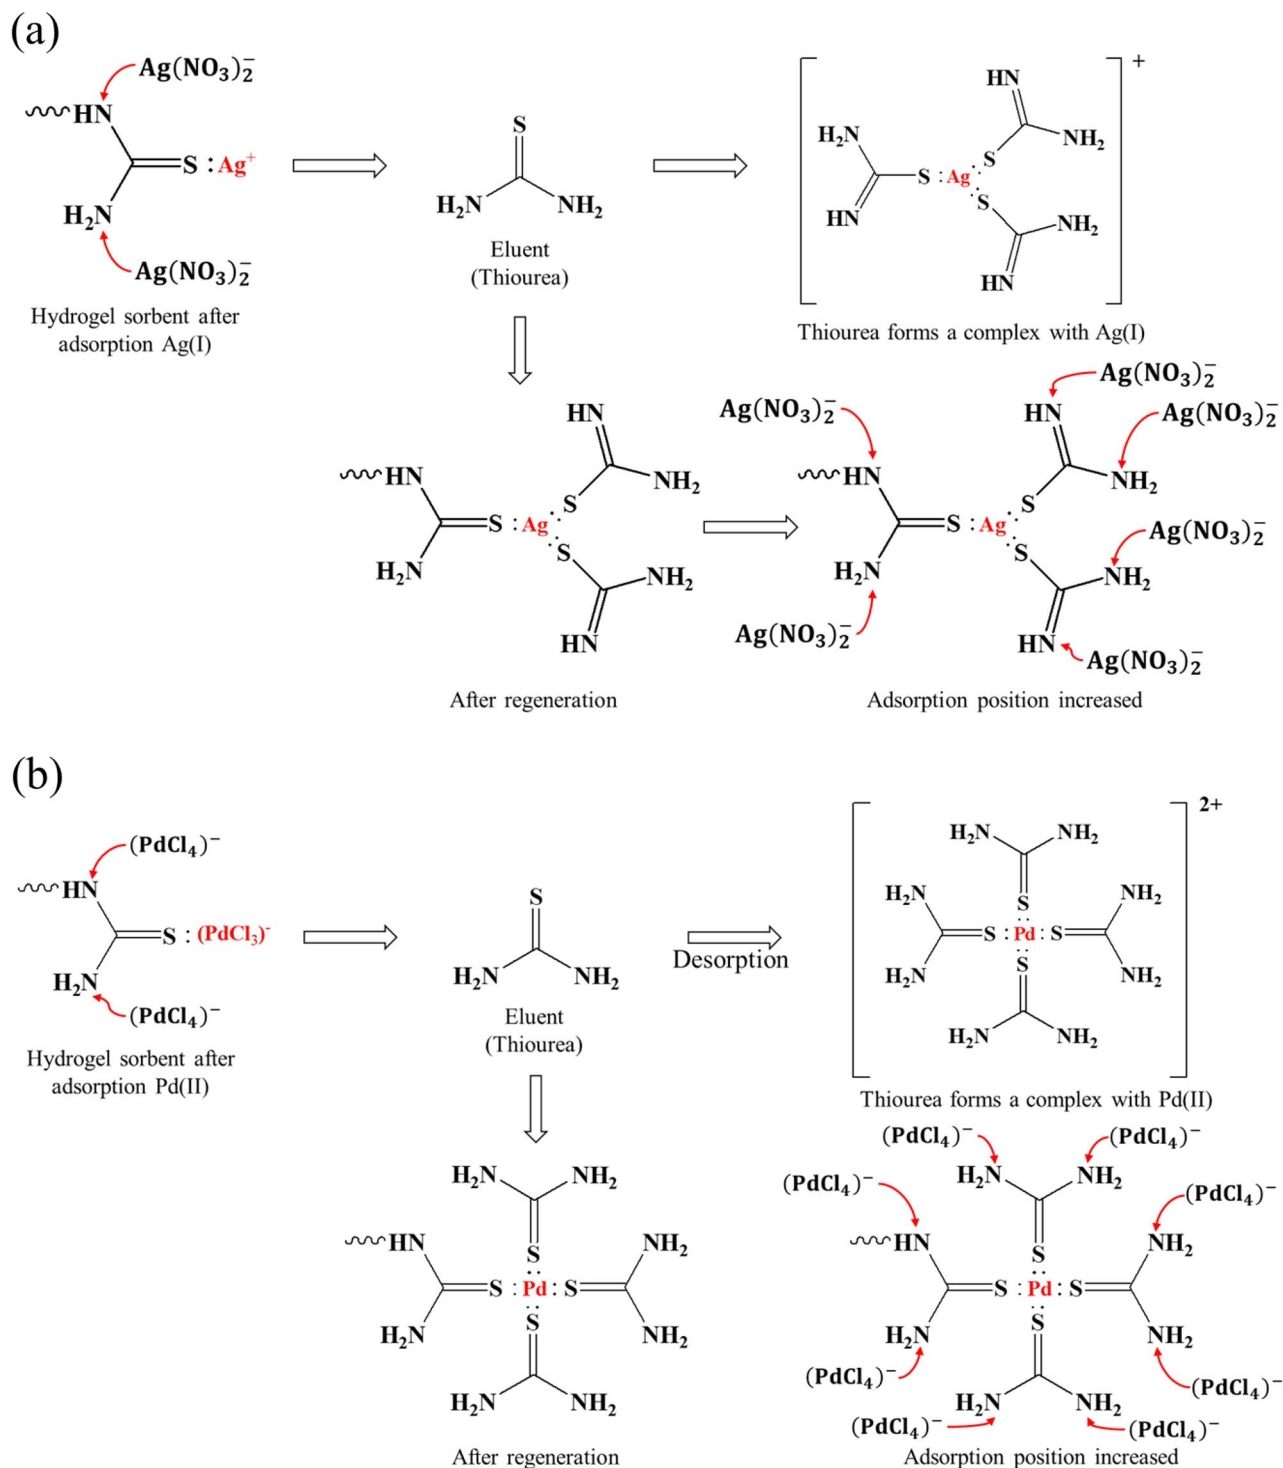 (a)
Ag(NO₃)₂⁻
HN
S : Ag⁺
H₂N
Ag(NO₃)₂⁻
Hydrogel sorbent after
adsorption Ag(I)
S
H₂N NH₂
Eluent
(Thiourea)
+
HN
H₂N NH₂
S
S : Ag
S
HN NH₂
HN
Thiourea forms a complex with Ag(I)
HN
HN NH₂
S
S : Ag
S
H₂N NH₂
HN
After regeneration
Ag(NO₃)₂⁻
Ag(NO₃)₂⁻
Ag(NO₃)₂⁻
HN
HN NH₂
S
S : Ag
S
Ag(NO₃)₂⁻
H₂N NH₂
HN
Ag(NO₃)₂⁻
Ag(NO₃)₂⁻
Adsorption position increased
(b)
(PdCl₄)⁻
HN
S : (PdCl₃)⁻
H₂N
(PdCl₄)⁻
Hydrogel sorbent after
adsorption Pd(II)
S
H₂N NH₂
Eluent
(Thiourea)
Desorption
2+
H₂N NH₂
H₂N NH₂
S
S : Pd : S
S
H₂N NH₂
H₂N NH₂
Thiourea forms a complex with Pd(II)
H₂N NH₂
HN NH₂
S
S : Pd : S
S
H₂N NH₂
H₂N NH₂
After regeneration
(PdCl₄)⁻ (PdCl₄)⁻
(PdCl₄)⁻ H₂N NH₂ (PdCl₄)⁻
HN NH₂
S
S : Pd : S
S
H₂N NH₂
(PdCl₄)⁻ (PdCl₄)⁻
H₂N NH₂
(PdCl₄)⁻ (PdCl₄)⁻
Adsorption position increased